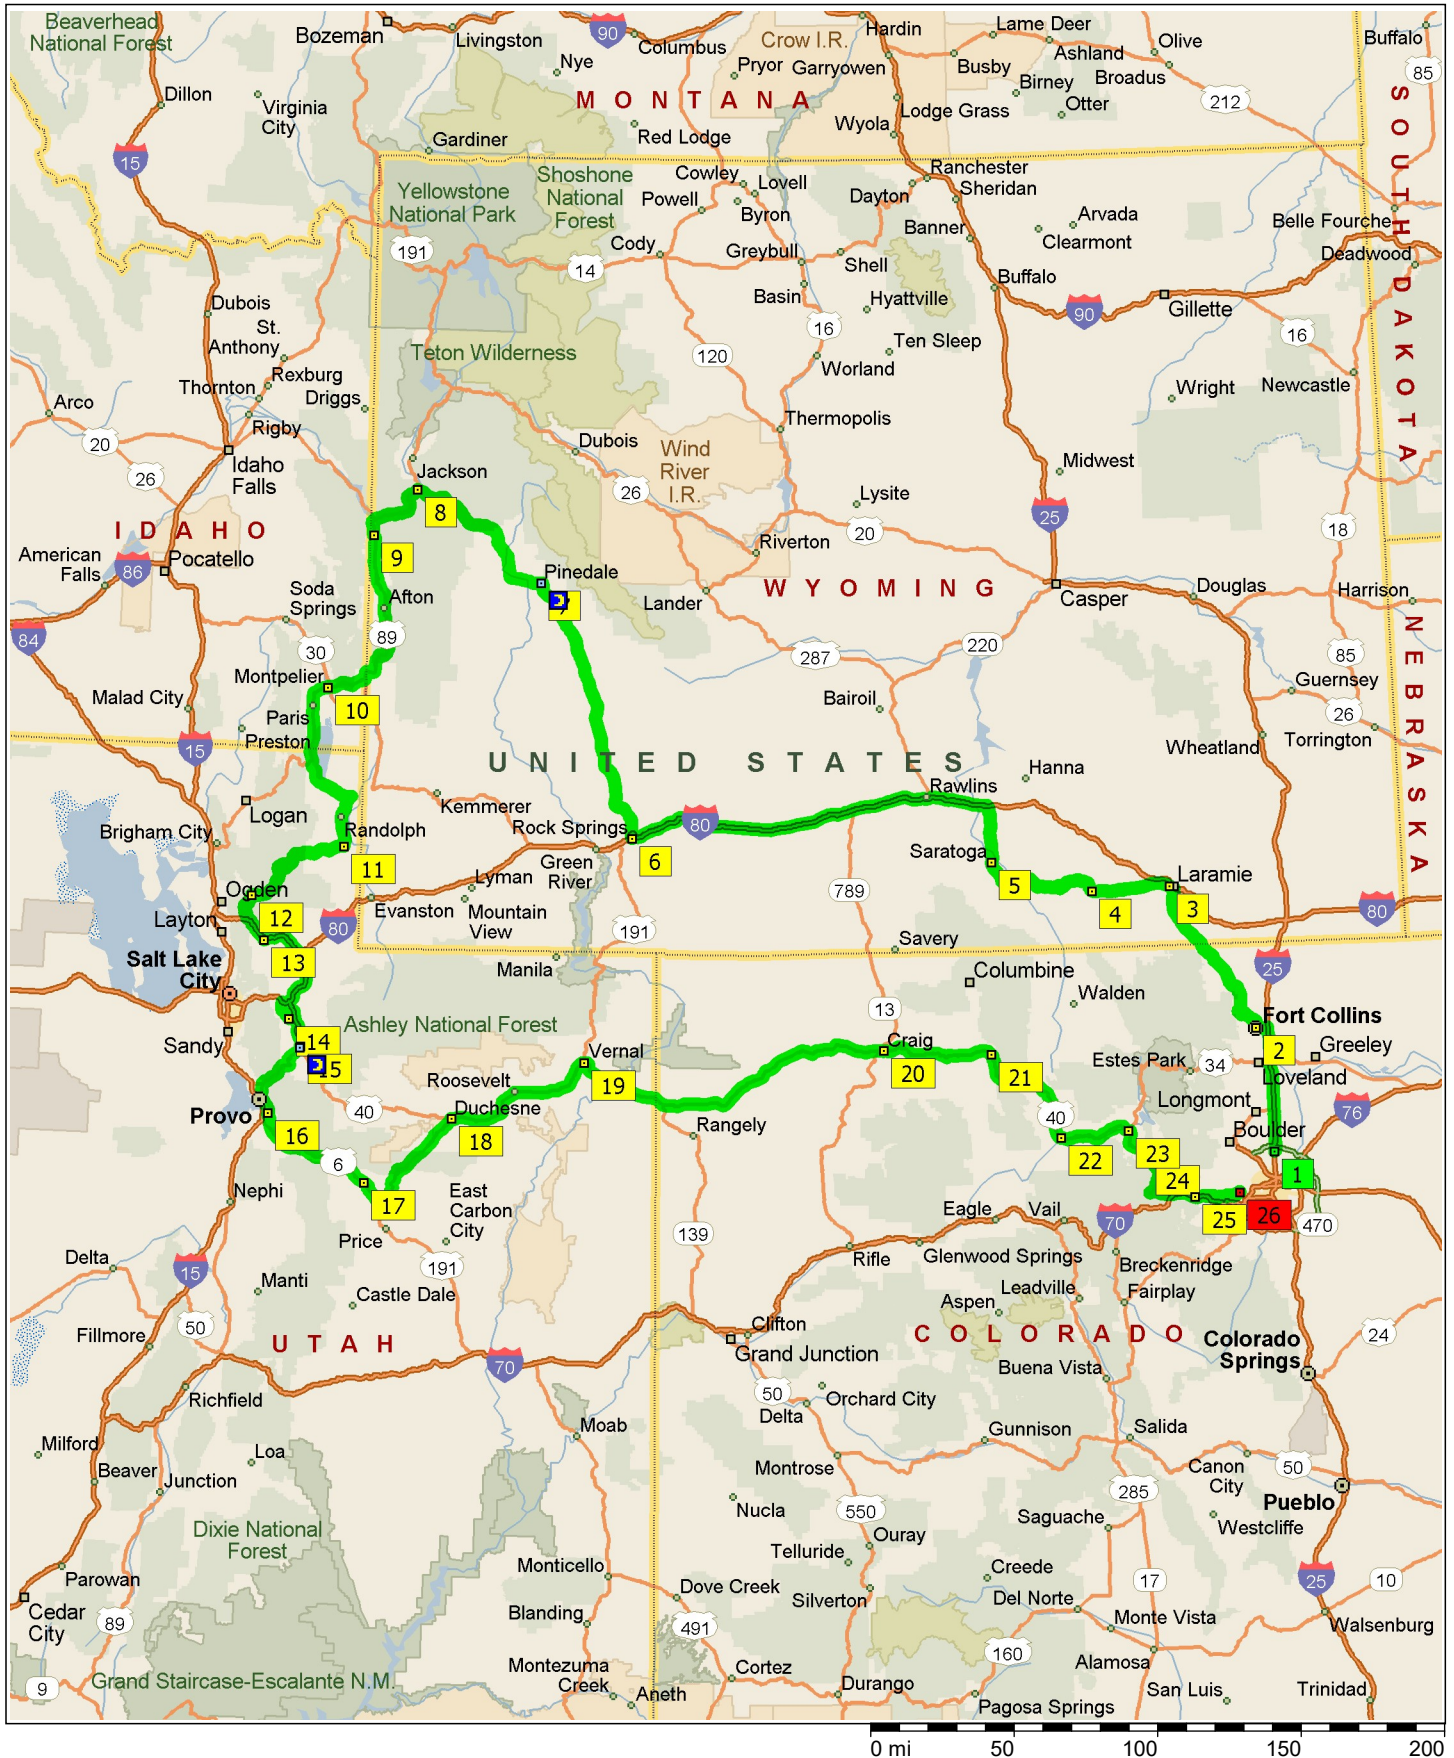 Beaverhead
National Forest
Bozeman
Livingston
90
Columbus
Crow I.R.
Hardin
Lame Deer
Olive
Buffalo
Nye
Pryor
Garryowen
Busby
Ashland
85
Dillon
Virginia
City
MONTANA
Birney
Broadus
Otter
212
Lodge Grass
Wyola
Red Lodge
Gardiner
15
SOUTH DAKOTA
Yellowstone
National Park
Shoshone
National
Forest
Cowley
Lovell
Powell
Byron
Ranchester
Dayton
Sheridan
Arvada
Banner
Clearmont
Belle Fourche
Deadwood
191
Cody
14
Greybull
Shell
Basin
Hyattville
Buffalo
90
Gillette
16
Dubois
St.
Anthony
Teton Wilderness
16
120
Ten Sleep
Worland
Wright
Newcastle
Thornton
Rexburg
Driggs
Arco
Rigby
20
26
Idaho
Falls
Thermopolis
Dubois
Wind
River
I.R.
Midwest
Jackson
8
26
Lysite
25
18
IDAHO
20
American
Falls
86
Pocatello
9
Riverton
Pinedale
7
WYOMING
Casper
Douglas
Harrison
Soda
Springs
Afton
Lander
84
89
30
287
220
85
NEBRASKA
Montpelier
10
Malad City
Paris
Preston
Bairoil
Guernsey
26
Torrington
Wheatland
15
UNITED STATES
Hanna
Rawlins
Logan
Kemmerer
Brigham City
Randolph
11
Rock Springs
80
6
Green
River
Saratoga
5
4
Laramie
3
80
Ogden
12
Layton
Lyman
Evanston
Mountain
View
789
80
191
Savery
Salt Lake
City
13
Manila
Columbine
25
Walden
13
Sandy
14
15
Ashley National Forest
Fort Collins
2
Greeley
Craig
20
21
Estes Park
34
Loveland
Vernal
19
Roosevelt
Duchesne
18
Longmont
76
Provo
40
40
Boulder
16
Rangely
6
22
23
24
1
17
East
Carbon
City
Nephi
Price
Eagle
Vail
70
25
26
470
139
Rifle
Glenwood Springs
Breckenridge
Delta
15
Manti
191
Castle Dale
Leadville
Fairplay
Aspen
50
Fillmore
UTAH
Clifton
Grand Junction
COLORADO
Colorado
Springs
24
70
Buena Vista
Richfield
50
Delta
Orchard City
Moab
Gunnison
Salida
Milford
Loa
Beaver
Junction
Montrose
Canon
City
50
285
Pueblo
Nucla
550
Saguache
Westcliffe
Dixie National
Forest
Ouray
Telluride
Parowan
Monticello
Creede
25
10
17
Dove Creek
Silverton
Del Norte
Cedar
City
89
Blanding
491
Monte Vista
Walsenburg
160
Alamosa
9
Grand Staircase-Escalante N.M.
Montezuma
Creek
Aneth
Cortez
Durango
Pagosa Springs
San Luis
Trinidad
0 mi
50
100
150
200